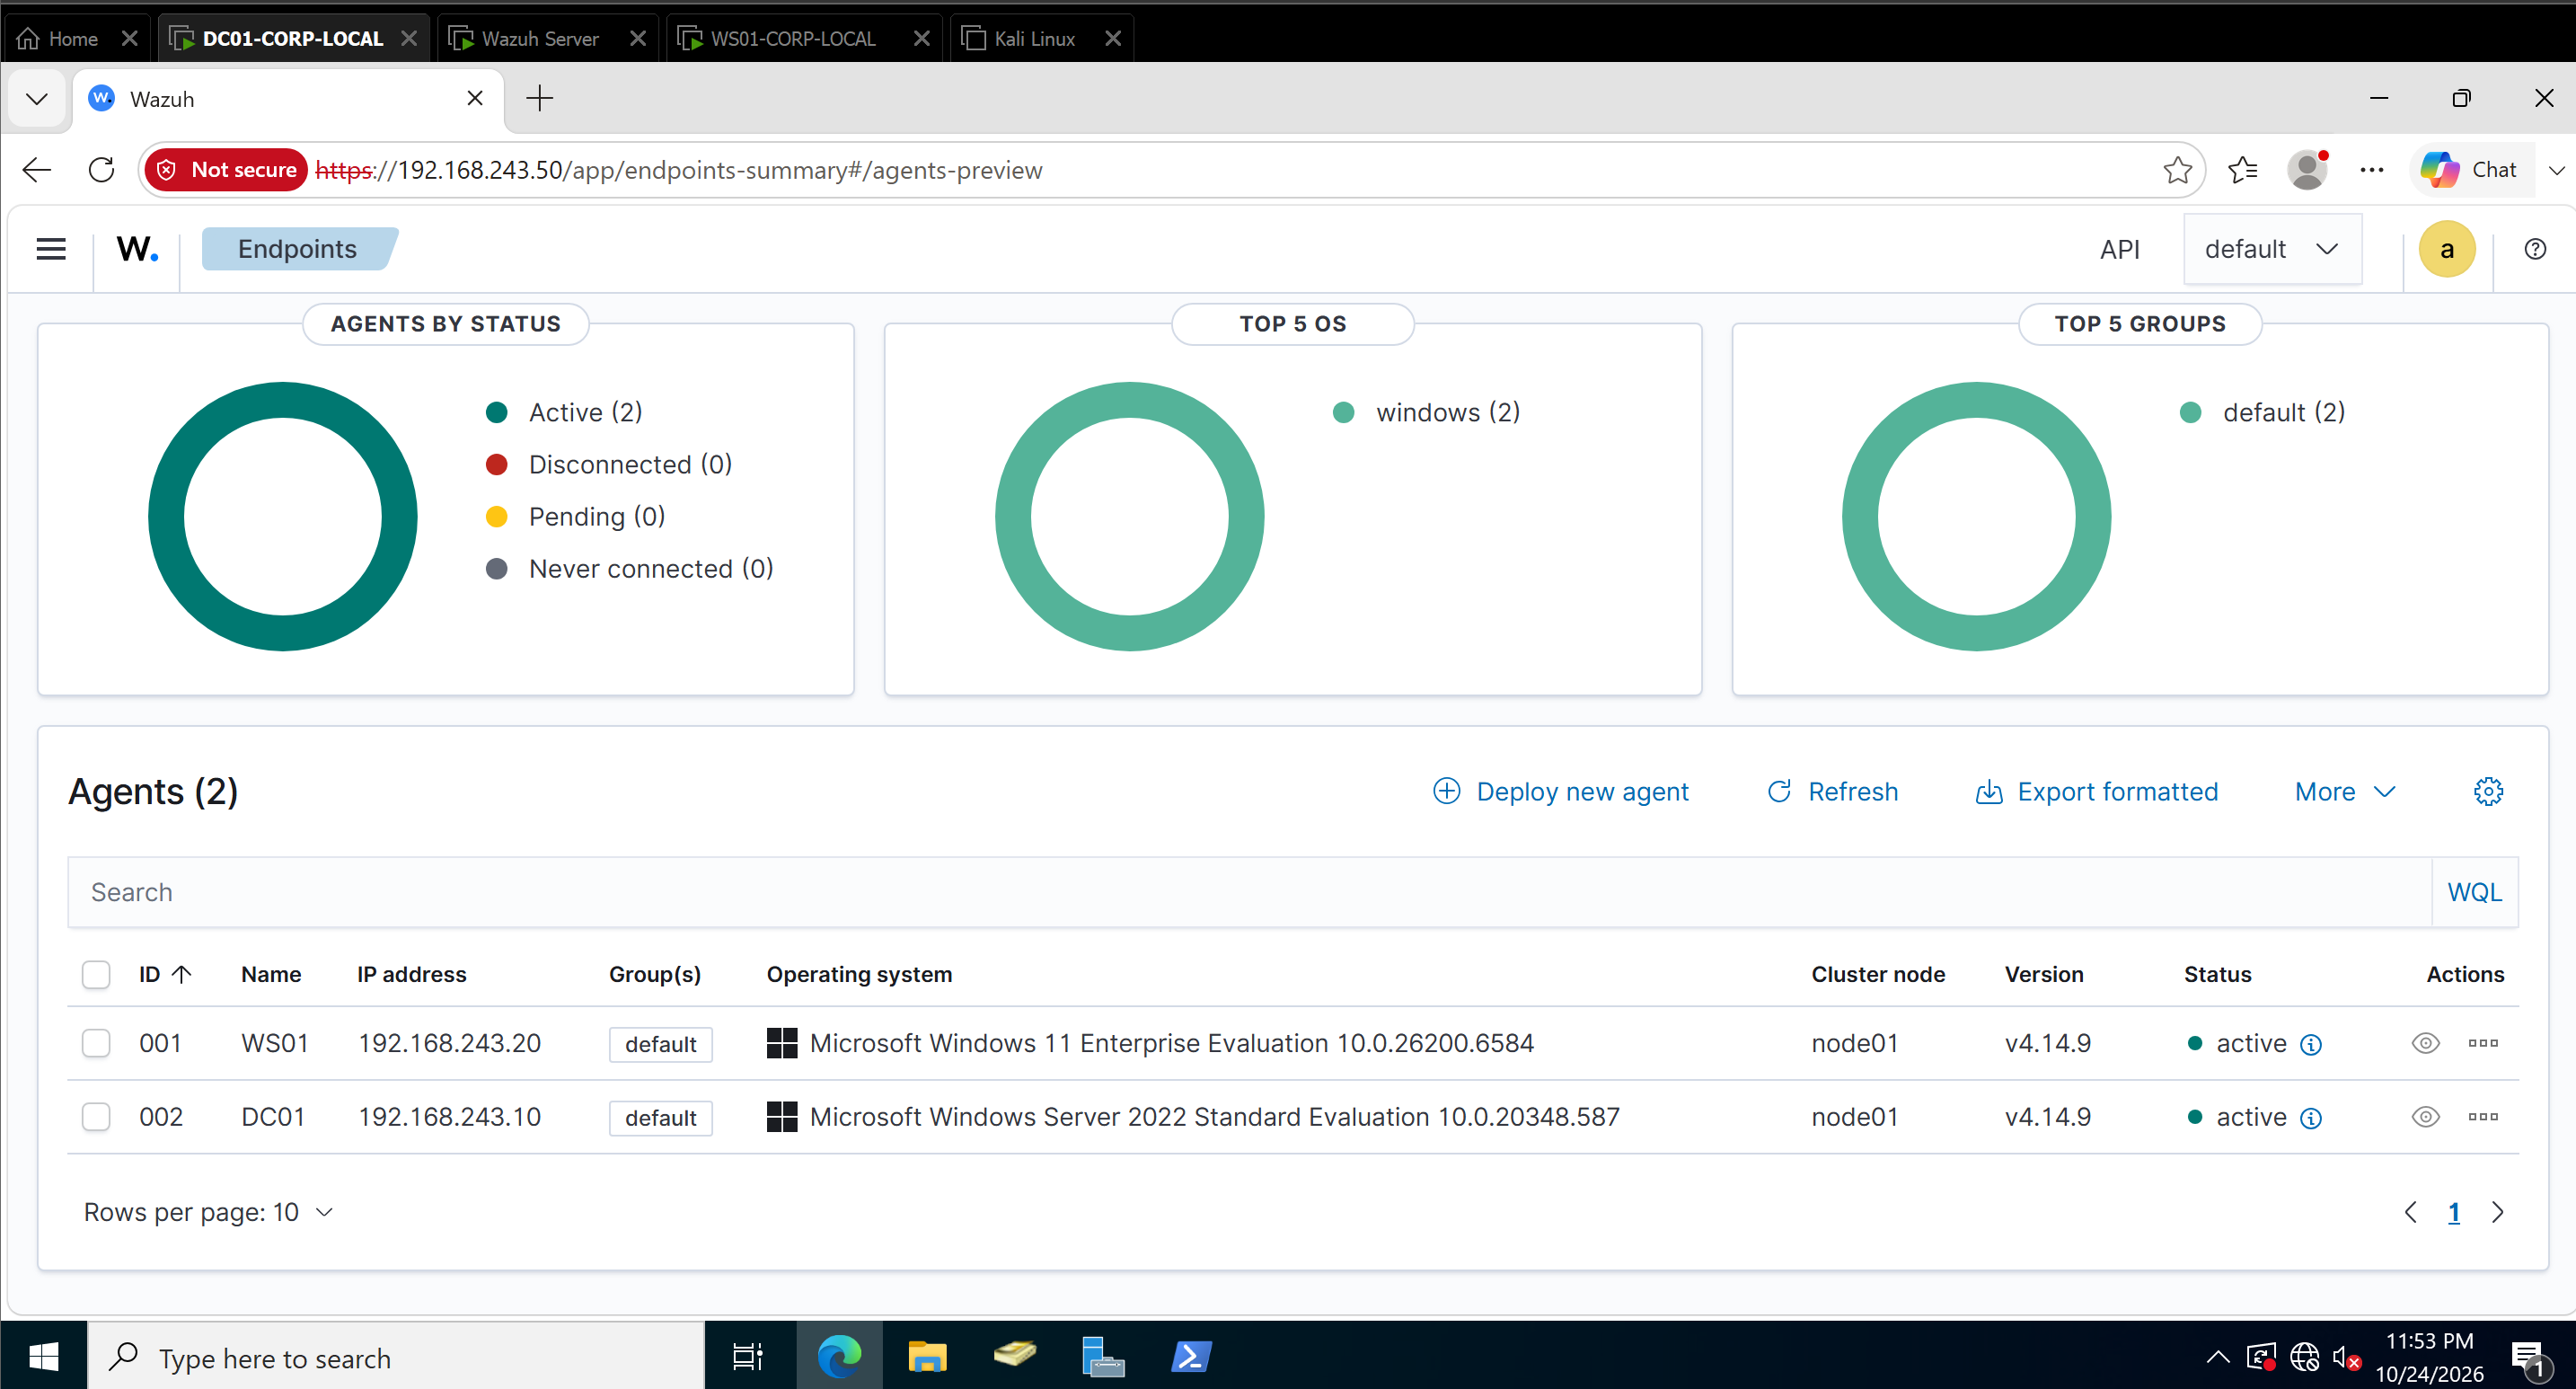 Home
DC01-CORP-LOCAL
Wazuh Server
WS01-CORP-LOCAL
Kali Linux
W. Wazuh
Not secure https://192.168.243.50/app/endpoints-summary#/agents-preview
Chat
W. Endpoints API default a
AGENTS BY STATUS
Active (2)
Disconnected (0)
Pending (0)
Never connected (0)
TOP 5 OS
windows (2)
TOP 5 GROUPS
default (2)
Agents (2) Deploy new agent Refresh Export formatted More
Search WQL
ID Name IP address Group(s) Operating system Cluster node Version Status Actions
001 WS01 192.168.243.20 default Microsoft Windows 11 Enterprise Evaluation 10.0.26200.6584 node01 v4.14.9 active
002 DC01 192.168.243.10 default Microsoft Windows Server 2022 Standard Evaluation 10.0.20348.587 node01 v4.14.9 active
Rows per page: 10 1
Type here to search
11:53 PM
10/24/2026
1